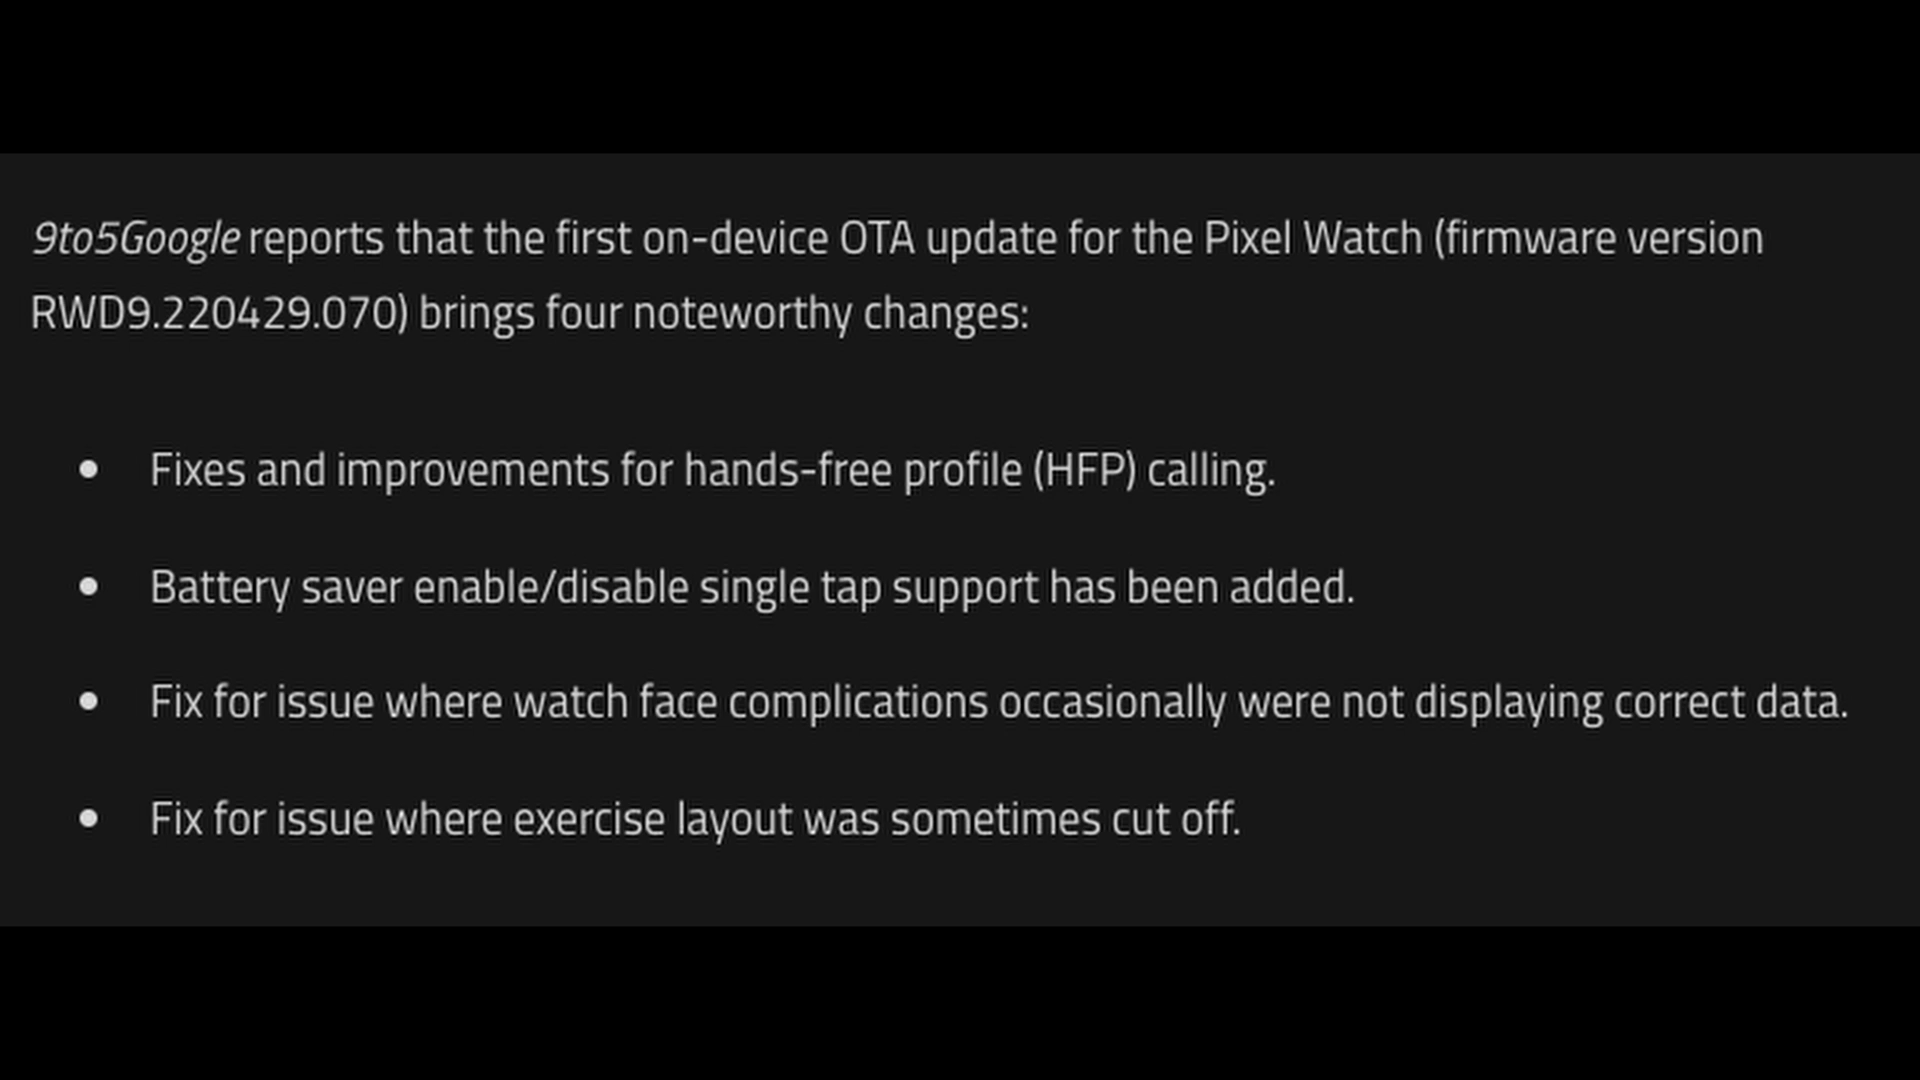 9to5Google reports that the first on-device OTA update for the Pixel Watch (firmware version
RWD9.220429.070) brings four noteworthy changes:
• Fixes and improvements for hands-free profile (HFP) calling.
• Battery saver enable/disable single tap support has been added.
• Fix for issue where watch face complications occasionally were not displaying correct data.
• Fix for issue where exercise layout was sometimes cut off.